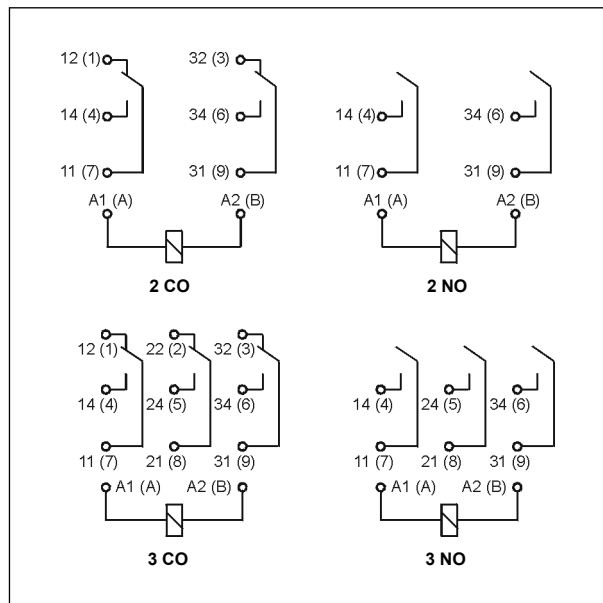 12 (1) 32 (3)
14 (4) 34 (6) 14 (4) 34 (6)
11 (7) 31 (9) 11 (7) 31 (9)
A1 (A) A2 (B) A1 (A) A2 (B)
2 CO 2 NO
12 (1) 22 (2) 32 (3)
14 (4) 24 (5) 34 (6) 14 (4) 24 (5) 34 (6)
11 (7) 21 (8) 31 (9) 11 (7) 21 (8) 31 (9)
A1 (A) A2 (B) A1 (A) A2 (B)
3 CO 3 NO